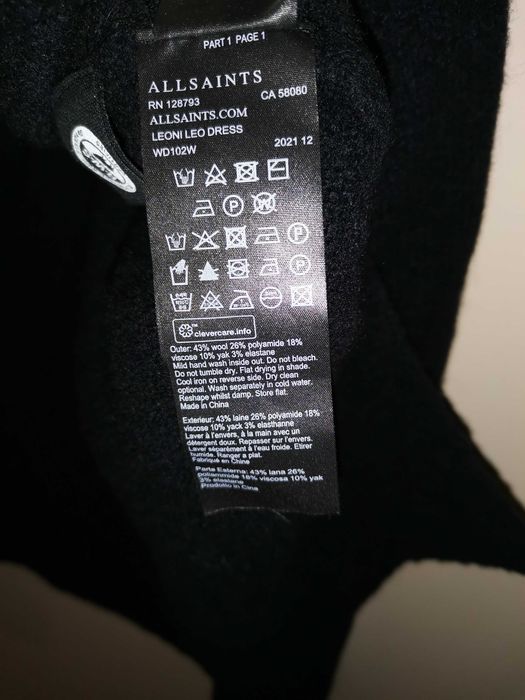 PART 1 PAGE 1
ALLSAINTS
RN 128793 CA 58080
ALLSAINTS.COM
LEONI LEO DRESS
WD102W 2021 12
clevercare.info
Outer: 43% wool 26% polyamide 18%
viscose 10% yak 3% elastane
Mild hand wash inside out. Do not bleach.
Do not tumble dry. Flat drying in shade.
Cool iron on reverse side. Dry clean
optional. Wash separately in cold water.
Reshape whilst damp. Store flat.
Made in China
Exterieur: 43% laine 26% polyamide 18%
viscose 10% yack 3% elasthanne
Laver à l'envers, à la main avec un
détergent doux. Repasser sur l'envers.
Laver séparément à l'eau froide. Etirer
humide. Ranger a plat.
Fabriqué en Chine
Parte Esterna: 43% lana 26%
poliammide 18% viscosa 10% yak
3% elastane
Prodotto in Cina